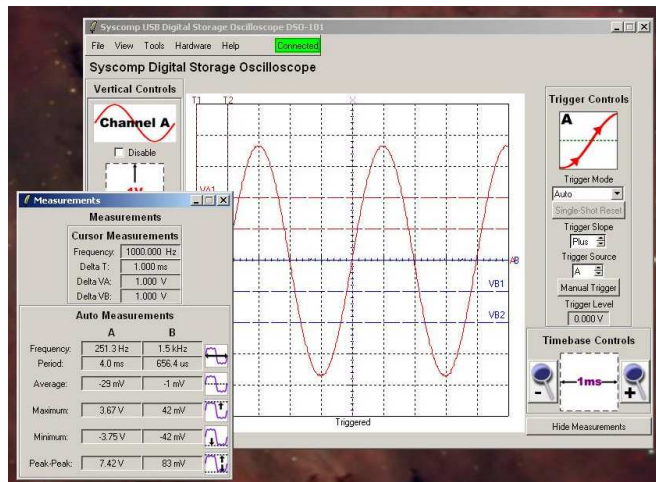 Syscomp USB Digital Storage Oscilloscope DSO-101
File View Tools Hardware Help Connected
Syscomp Digital Storage Oscilloscope
Vertical Controls
Channel A
Disable
1V
T1 T2 X
VA1
AB
VB1
VB2
Triggered
Trigger Controls
A
Trigger Mode
Auto
Single-Shot Reset
Trigger Slope
Plus
Trigger Source
A
Manual Trigger
Trigger Level
0.000 V
Timebase Controls
- 1ms +
Hide Measurements
Measurements
Measurements
Cursor Measurements
Frequency: 1000.000 Hz
Delta T: 1.000 ms
Delta VA: 1.000 V
Delta VB: 1.000 V
Auto Measurements
A B
Frequency: 251.3 Hz 1.5 kHz
Period: 4.0 ms 656.4 us
Average: -29 mV -1 mV
Maximum: 3.67 V 42 mV
Minimum: -3.75 V -42 mV
Peak-Peak: 7.42 V 83 mV